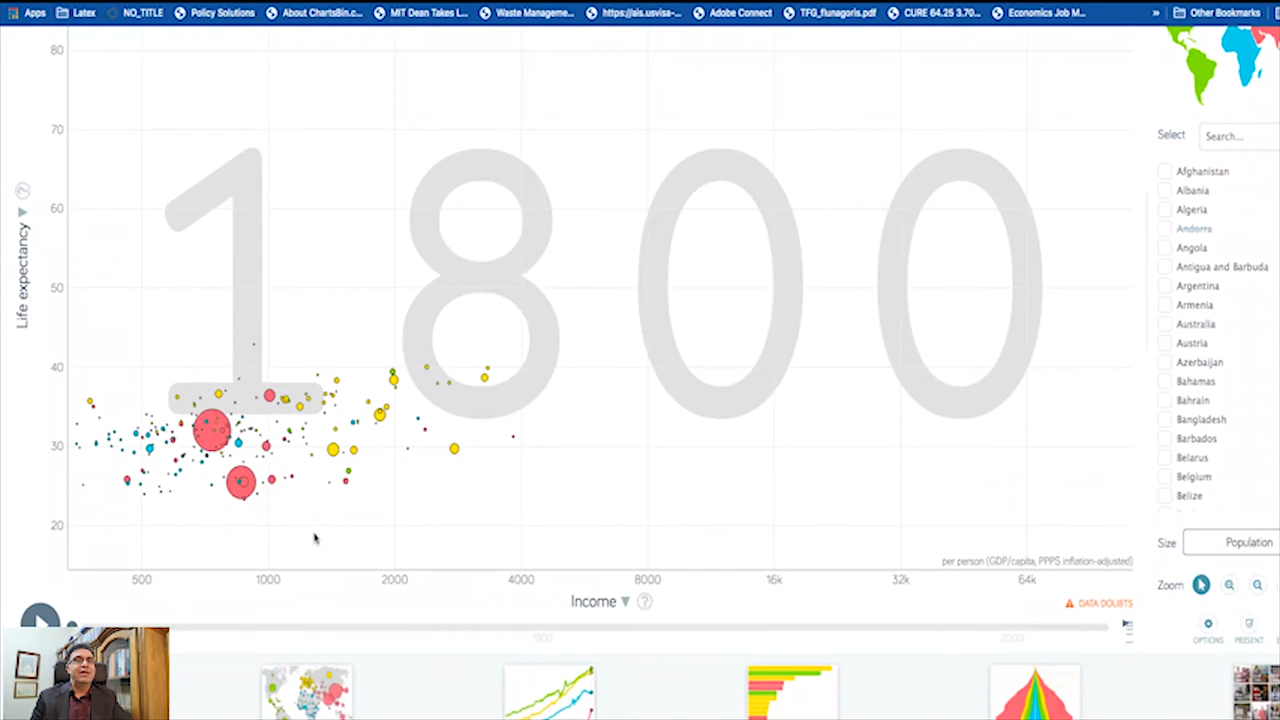 Apps Latex NO_TITLE Policy Solutions About ChartsBin.c... MIT Dean Takes L... Waste Manageme... https://ais.usvisa-... Adobe Connect TFG_flunagoris.pdf CURE 64.25 3.70... Economics Job M... » Other Bookmarks
1800
80
70
60
50
40
30
20
Life expectancy ▼ ?
500 1000 2000 4000 8000 16k 32k 64k
per person (GDP/capita, PPP$ inflation-adjusted)
Income ▼ ?
DATA DOUBTS
1900 2000
Select Search...
Afghanistan
Albania
Algeria
Andorra
Angola
Antigua and Barbuda
Argentina
Armenia
Australia
Austria
Azerbaijan
Bahamas
Bahrain
Bangladesh
Barbados
Belarus
Belgium
Belize
Size Population
Zoom
OPTIONS PRESENT